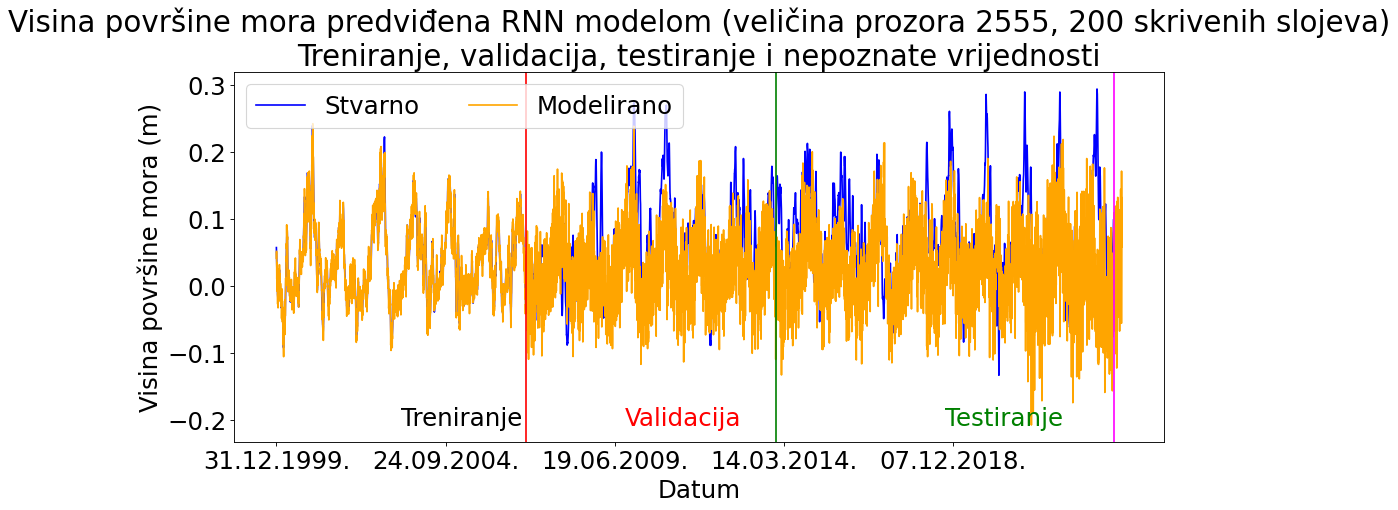 Visina površine mora predviđena RNN modelom (veličina prozora 2555, 200 skrivenih slojeva)
Treniranje, validacija, testiranje i nepoznate vrijednosti
Stvarno
Modelirano
Visina površine mora (m)
0.3
0.2
0.1
0.0
−0.1
−0.2
Treniranje
Validacija
Testiranje
31.12.1999.
24.09.2004.
19.06.2009.
14.03.2014.
07.12.2018.
Datum